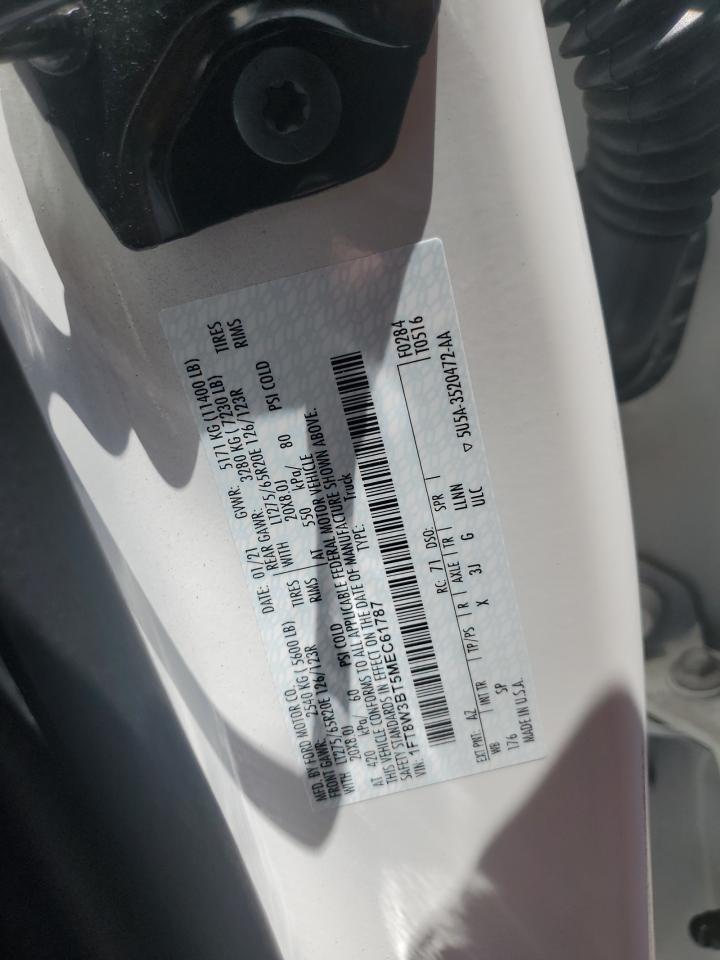 MFD. BY FORD MOTOR CO.
DATE: 01/21 GVWR: 5171 KG (11400 LB)
FRONT GAWR: 2540 KG (5600 LB) REAR GAWR: 3280 KG (7230 LB)
LT275/65R20E 126/123R TIRES LT275/65R20E 126/123R TIRES
WITH 20X8.0J RIMS WITH 20X8.0J RIMS
AT 420 kPa/ 60 PSI COLD AT 550 kPa/ 80 PSI COLD
THIS VEHICLE CONFORMS TO ALL APPLICABLE FEDERAL MOTOR VEHICLE
SAFETY STANDARDS IN EFFECT ON THE DATE OF MANUFACTURE SHOWN ABOVE.
VIN: 1FT8W3BT5MEC61787 TYPE: Truck
F0284
T0516
EXT PNT: AZ RC: 71 DSO:
WB INT TR TP/PS R AXLE TR SPR
176 SP X 3J G LLNN
MADE IN U.S.A. ULC
▽ 5U5A-3520472-AA